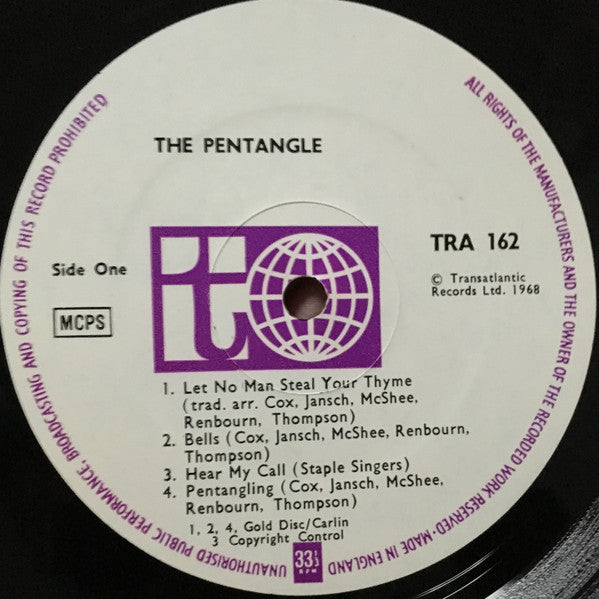 THE PENTANGLE
TRA 162
Side One
© Transatlantic
Records Ltd. 1968
MCPS
t
1. Let No Man Steal Your Thyme
(trad. arr. Cox, Jansch, McShee,
Renbourn, Thompson)
2. Bells (Cox, Jansch, McShee, Renbourn,
Thompson)
3. Hear My Call (Staple Singers)
4. Pentangling (Cox, Jansch, McShee,
Renbourn, Thompson)
1, 2, 4, Gold Disc/Carlin
3 Copyright Control
33 1/3
RPM
ALL RIGHTS OF THE MANUFACTURERS AND THE OWNER OF THE RECORDED WORK RESERVED·MADE IN ENGLAND
UNAUTHORISED PUBLIC PERFORMANCE, BROADCASTING AND COPYING OF THIS RECORD PROHIBITED